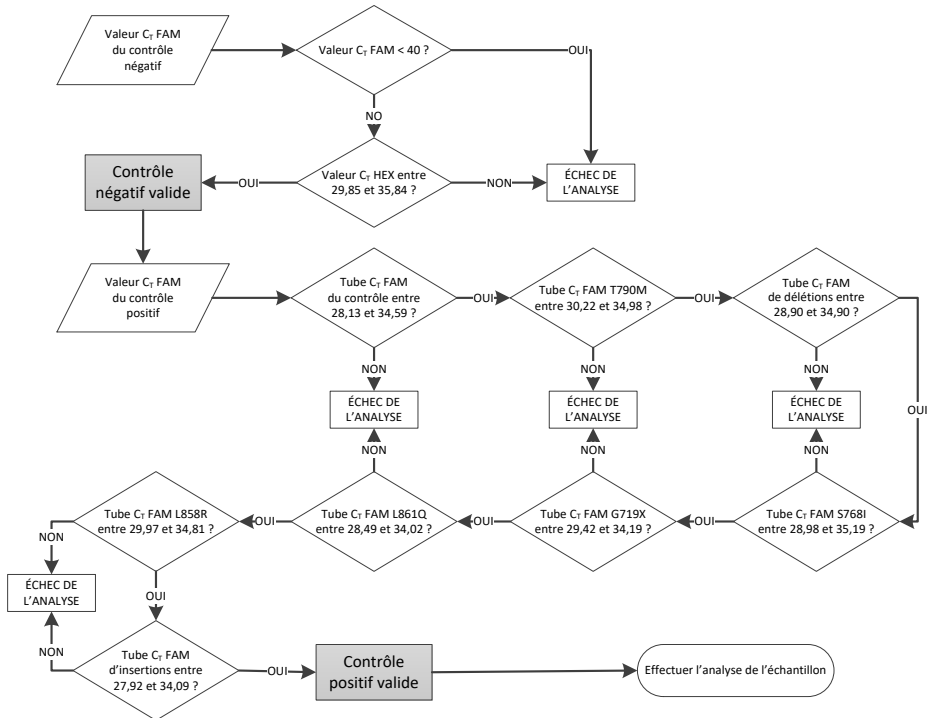 Valeur CT FAM
du contrôle
négatif
Valeur CT FAM < 40 ?
OUI
NO
Contrôle
négatif valide
OUI
Valeur CT HEX entre
29,85 et 35,84 ?
NON
ÉCHEC DE
L’ANALYSE
Valeur CT FAM
du contrôle
positif
Tube CT FAM
du contrôle entre
28,13 et 34,59 ?
OUI
Tube CT FAM T790M
entre 30,22 et 34,98 ?
OUI
Tube CT FAM
de délétions entre
28,90 et 34,90 ?
NON
NON
NON
ÉCHEC DE
L’ANALYSE
ÉCHEC DE
L’ANALYSE
ÉCHEC DE
L’ANALYSE
OUI
NON
NON
NON
Tube CT FAM L858R
entre 29,97 et 34,81 ?
OUI
Tube CT FAM L861Q
entre 28,49 et 34,02 ?
OUI
Tube CT FAM G719X
entre 29,42 et 34,19 ?
OUI
Tube CT FAM S768I
entre 28,98 et 35,19 ?
NON
ÉCHEC DE
L’ANALYSE
OUI
NON
Tube CT FAM
d’insertions entre
27,92 et 34,09 ?
OUI
Contrôle
positif valide
Effectuer l’analyse de l’échantillon